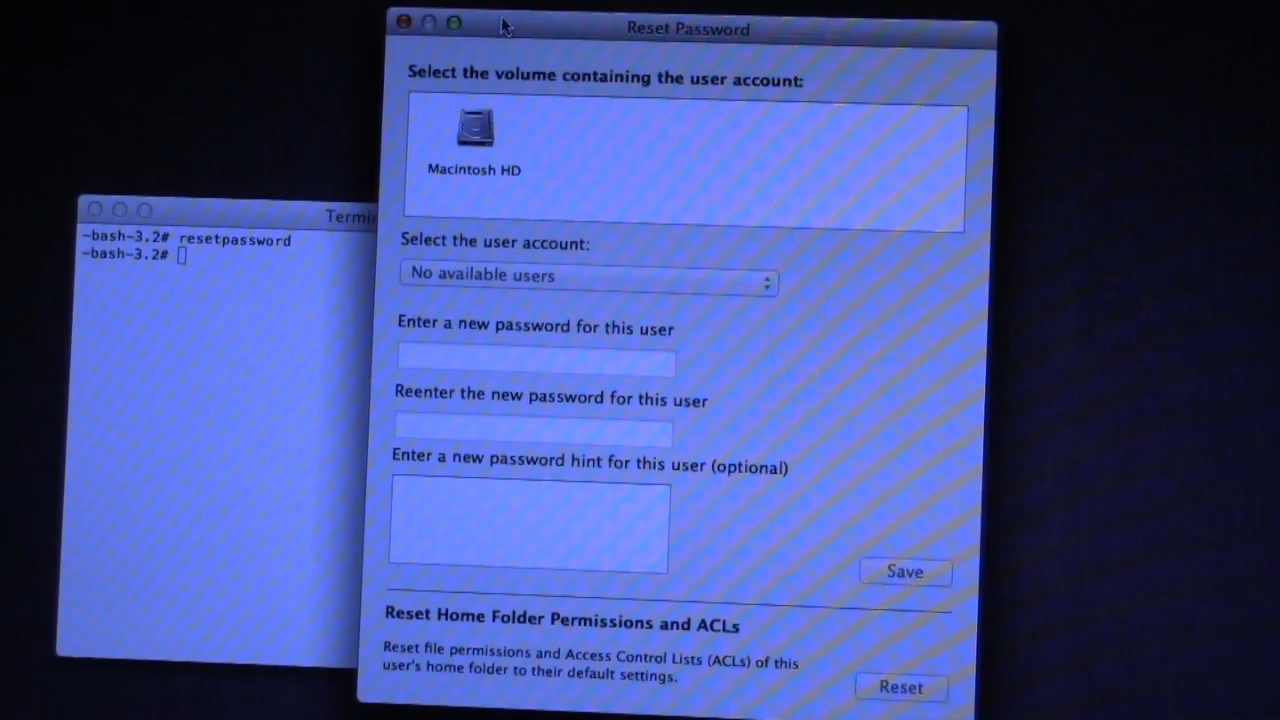 Reset Password
Select the volume containing the user account:
Macintosh HD
Termin
-bash-3.2# resetpassword
-bash-3.2#
Select the user account:
No available users
Enter a new password for this user
Reenter the new password for this user
Enter a new password hint for this user (optional)
Save
Reset Home Folder Permissions and ACLs
Reset file permissions and Access Control Lists (ACLs) of this
user's home folder to their default settings.
Reset